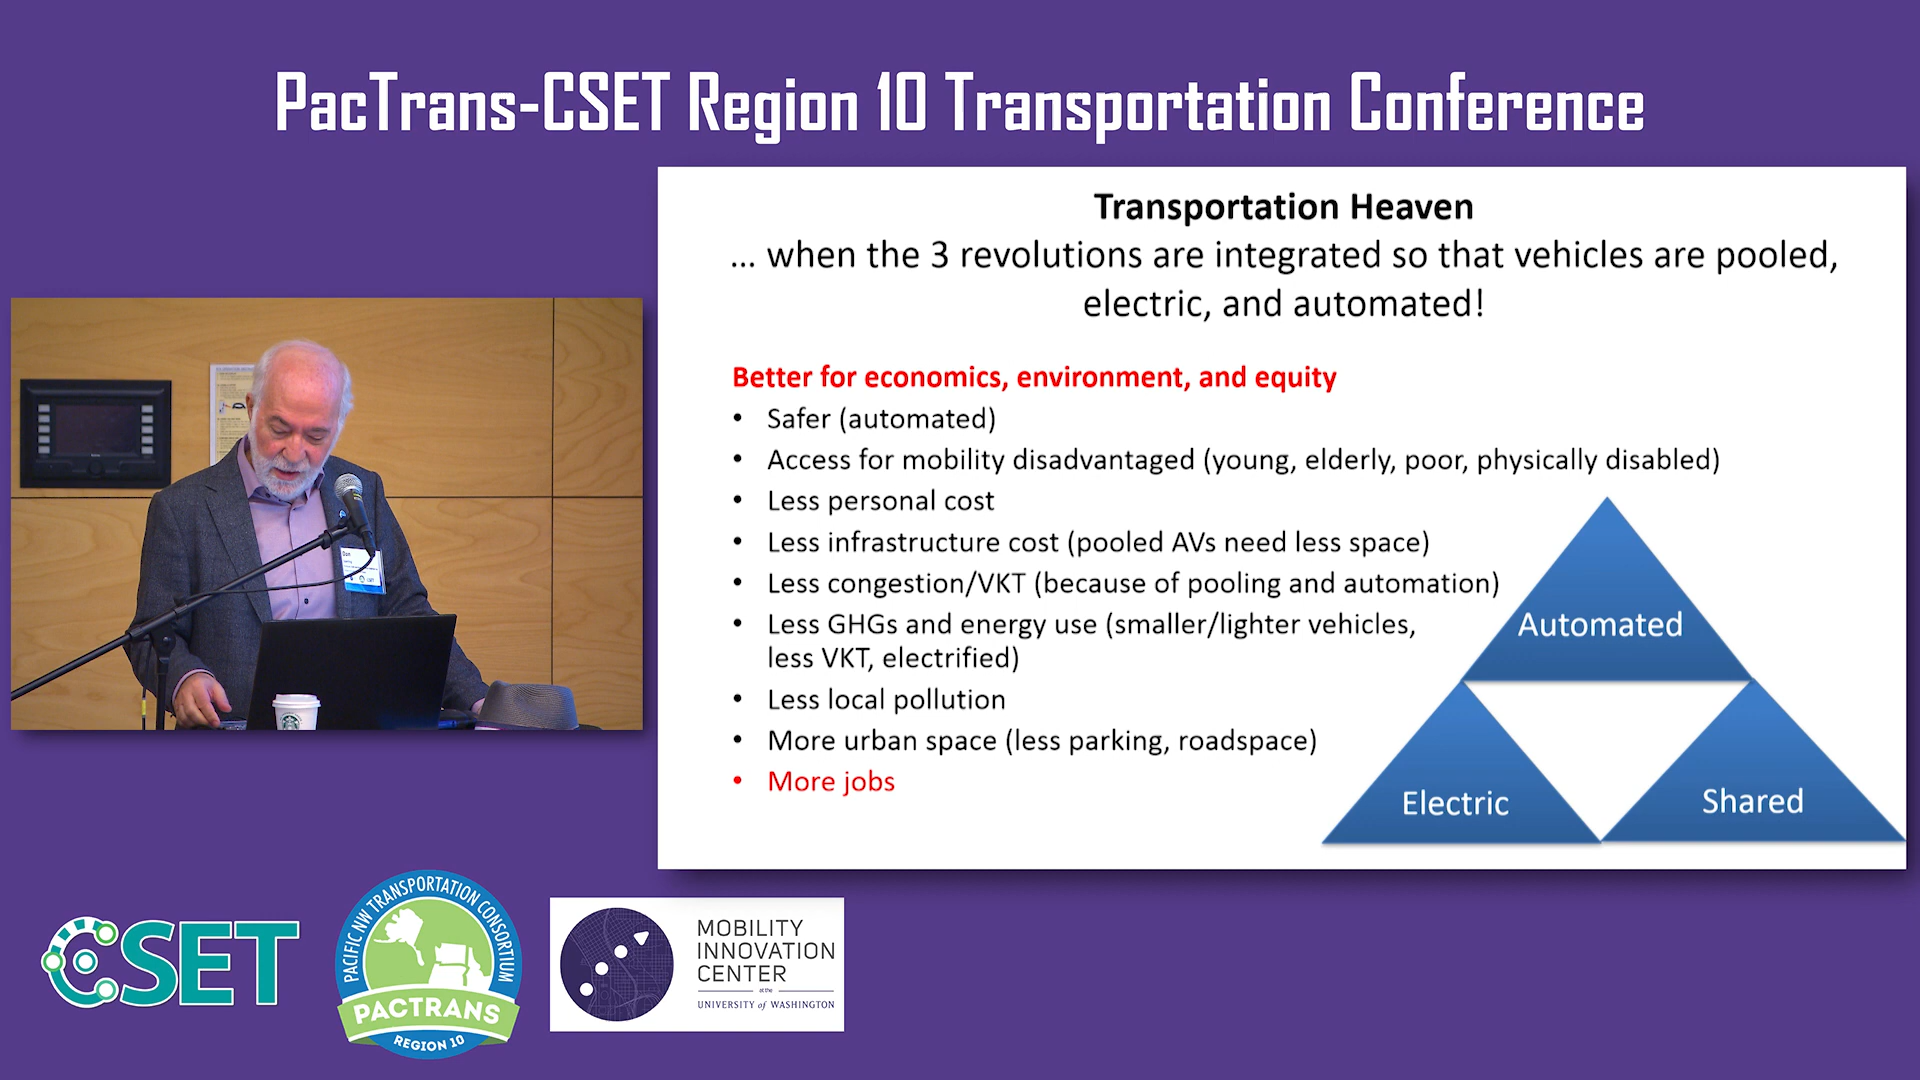 PacTrans-CSET Region 10 Transportation Conference
Transportation Heaven
... when the 3 revolutions are integrated so that vehicles are pooled,
electric, and automated!
Better for economics, environment, and equity
• Safer (automated)
• Access for mobility disadvantaged (young, elderly, poor, physically disabled)
• Less personal cost
• Less infrastructure cost (pooled AVs need less space)
• Less congestion/VKT (because of pooling and automation)
• Less GHGs and energy use (smaller/lighter vehicles,
less VKT, electrified)
• Less local pollution
• More urban space (less parking, roadspace)
• More jobs
Automated
Electric
Shared
Dan
CSET
PACIFIC NW TRANSPORTATION CONSORTIUM
PACTRANS
REGION 10
MOBILITY
INNOVATION
CENTER
at the
UNIVERSITY of WASHINGTON